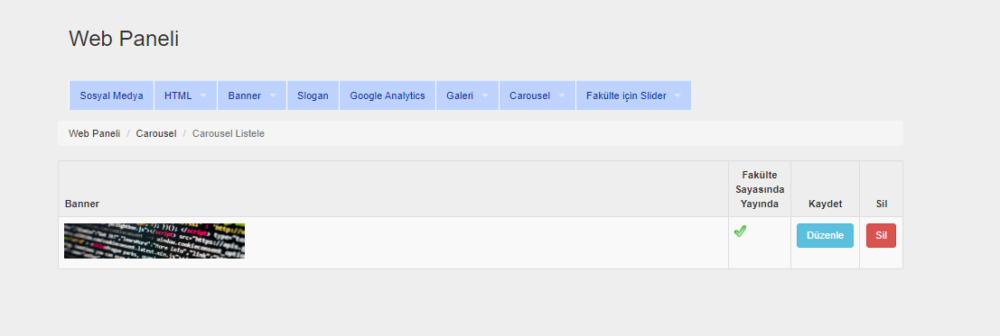 Web Paneli
Sosyal Medya HTML Banner Slogan Google Analytics Galeri Carousel Fakülte için Slider
Web Paneli / Carousel / Carousel Listele
Banner
Fakülte
Sayasında
Yayında
Kaydet
Sil
Düzenle
Sil